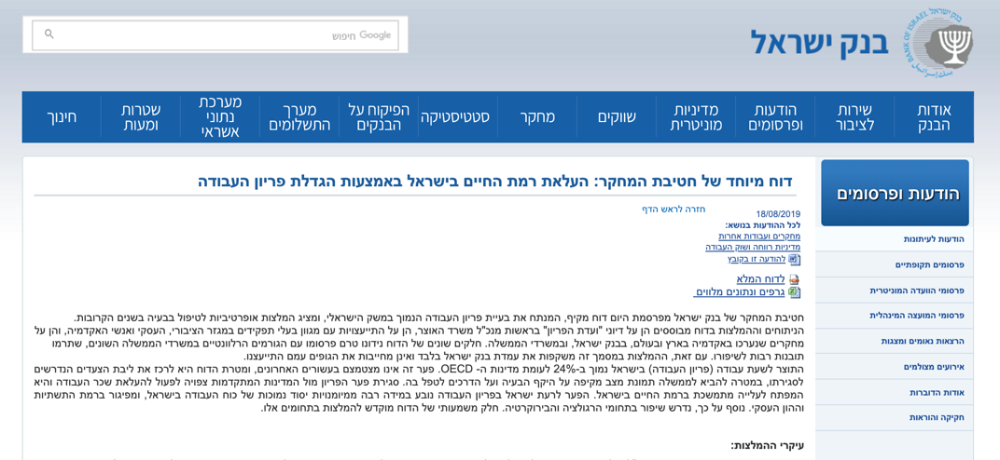 BANK OF ISRAEL
בנק ישראל
בנק ישראל
Google חיפוש
אודות הבנק
שירות לציבור
הודעות ופרסומים
מדיניות מוניטרית
שווקים
מחקר
סטטיסטיקה
הפיקוח על הבנקים
מערך התשלומים
מערכת נתוני אשראי
שטרות ומעות
חינוך
הודעות ופרסומים
הודעות לעיתונות
פרסומים תקופתיים
פרסומי הוועדה המוניטרית
פרסומי המועצה המינהלית
הרצאות נאומים ומצגות
אירועים מצולמים
אודות הדוברות
חקיקה והוראות
דוח מיוחד של חטיבת המחקר: העלאת רמת החיים בישראל באמצעות הגדלת פריון העבודה
חזרה לראש הדף
18/08/2019
לכל ההודעות בנושא:
מחקרים ועבודות אחרות
מדיניות רווחה ושוק העבודה
להודעה זו בקובץ
לדוח המלא
גרפים ונתונים מלווים
חטיבת המחקר של בנק ישראל מפרסמת היום דוח מקיף, המנתח את בעיית פריון העבודה הנמוך במשק הישראלי, ומציג המלצות אופרטיביות לטיפול בבעיה בשנים הקרובות.
הניתוחים וההמלצות בדוח מבוססים הן על דיוני "ועדת הפריון" בראשות מנכ"ל משרד האוצר, הן על התייעצויות עם מגוון בעלי תפקידים במגזר הציבורי, העסקי ואנשי האקדמיה, והן על
מחקרים שנערכו באקדמיה בארץ ובעולם, בבנק ישראל, ובמשרדי הממשלה. חלקים שונים של הדוח נידונו טרם פרסומו עם הגורמים הרלוונטיים במשרדי הממשלה השונים, שתרמו
תובנות רבות לשיפורו. עם זאת, ההמלצות במסמך זה משקפות את עמדת בנק ישראל בלבד ואין מחייבות את הגופים עמם התייעצנו.
התוצר לשעת עבודה (פריון העבודה) בישראל נמוך ב-24% לעומת מדינות ה- OECD. פער זה אינו מצטמצם בעשורים האחרונים, ומטרת הדוח היא לרכז את ליבת הצעדים הנדרשים
לסגירתו, במטרה להביא לממשלה תמונת מצב מקיפה על היקף הבעיה ועל הדרכים לטפל בה. סגירת פער הפריון מול המדינות המתקדמות צפויה לפעול להעלאת שכר העבודה והיא
המפתח לעלייה מתמשכת ברמת החיים בישראל. הפער לרעת ישראל בפריון העבודה נובע במידה רבה ממיומנויות יסוד נמוכות של כוח העבודה בישראל, ומפיגור ברמת התשתיות
וההון העסקי. נוסף על כך, נדרש שיפור בתחומי הרגולציה והבירוקרטיה. חלק משמעותי של הדוח מוקדש להמלצות בתחומים אלו.
עיקרי ההמלצות: